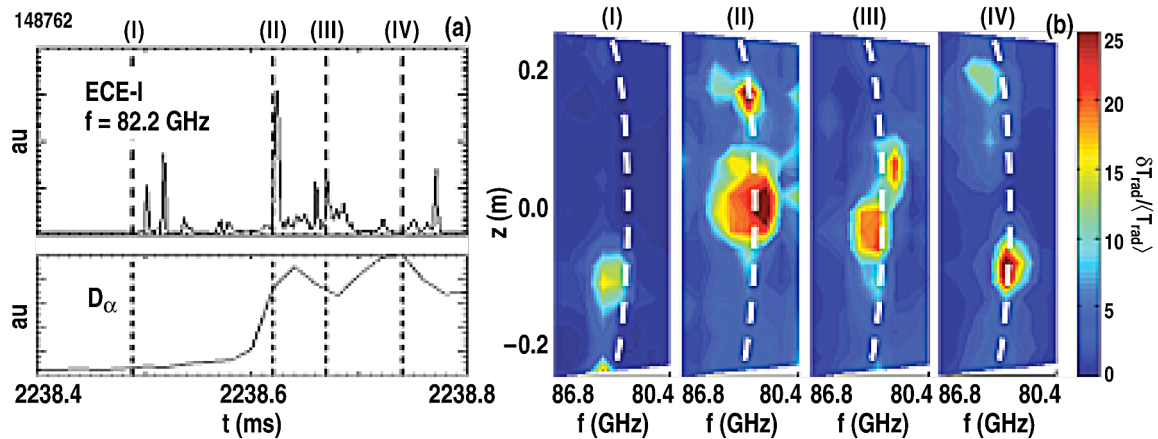 148762
(I) (II) (III) (IV) (a)
ECE-I
f = 82.2 GHz
au
Dα
au
2238.4 2238.6 2238.8
t (ms)
(I) (II) (III) (IV) (b)
0.2
0.1
0.0
−0.2
z (m)
86.8 80.4 86.8 80.4 86.8 80.4 86.8 80.4
f (GHz) f (GHz) f (GHz) f (GHz)
25
20
15
10
5
0
δTrad/⟨Trad⟩